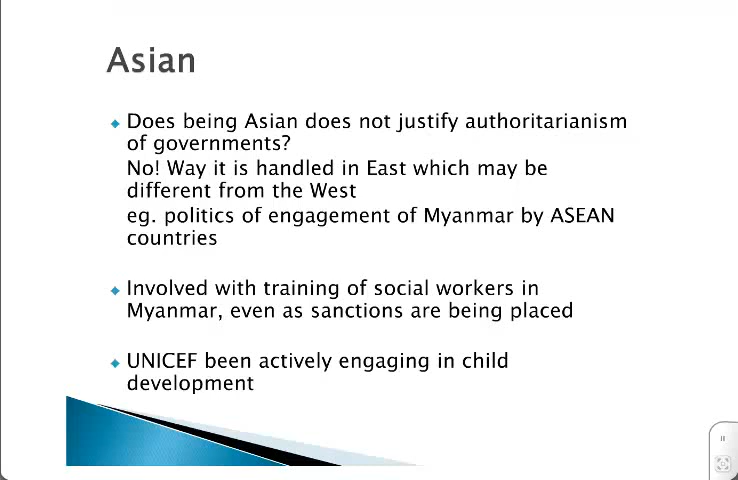 Asian
Does being Asian does not justify authoritarianism
of governments?
No! Way it is handled in East which may be
different from the West
eg. politics of engagement of Myanmar by ASEAN
countries
Involved with training of social workers in
Myanmar, even as sanctions are being placed
UNICEF been actively engaging in child
development